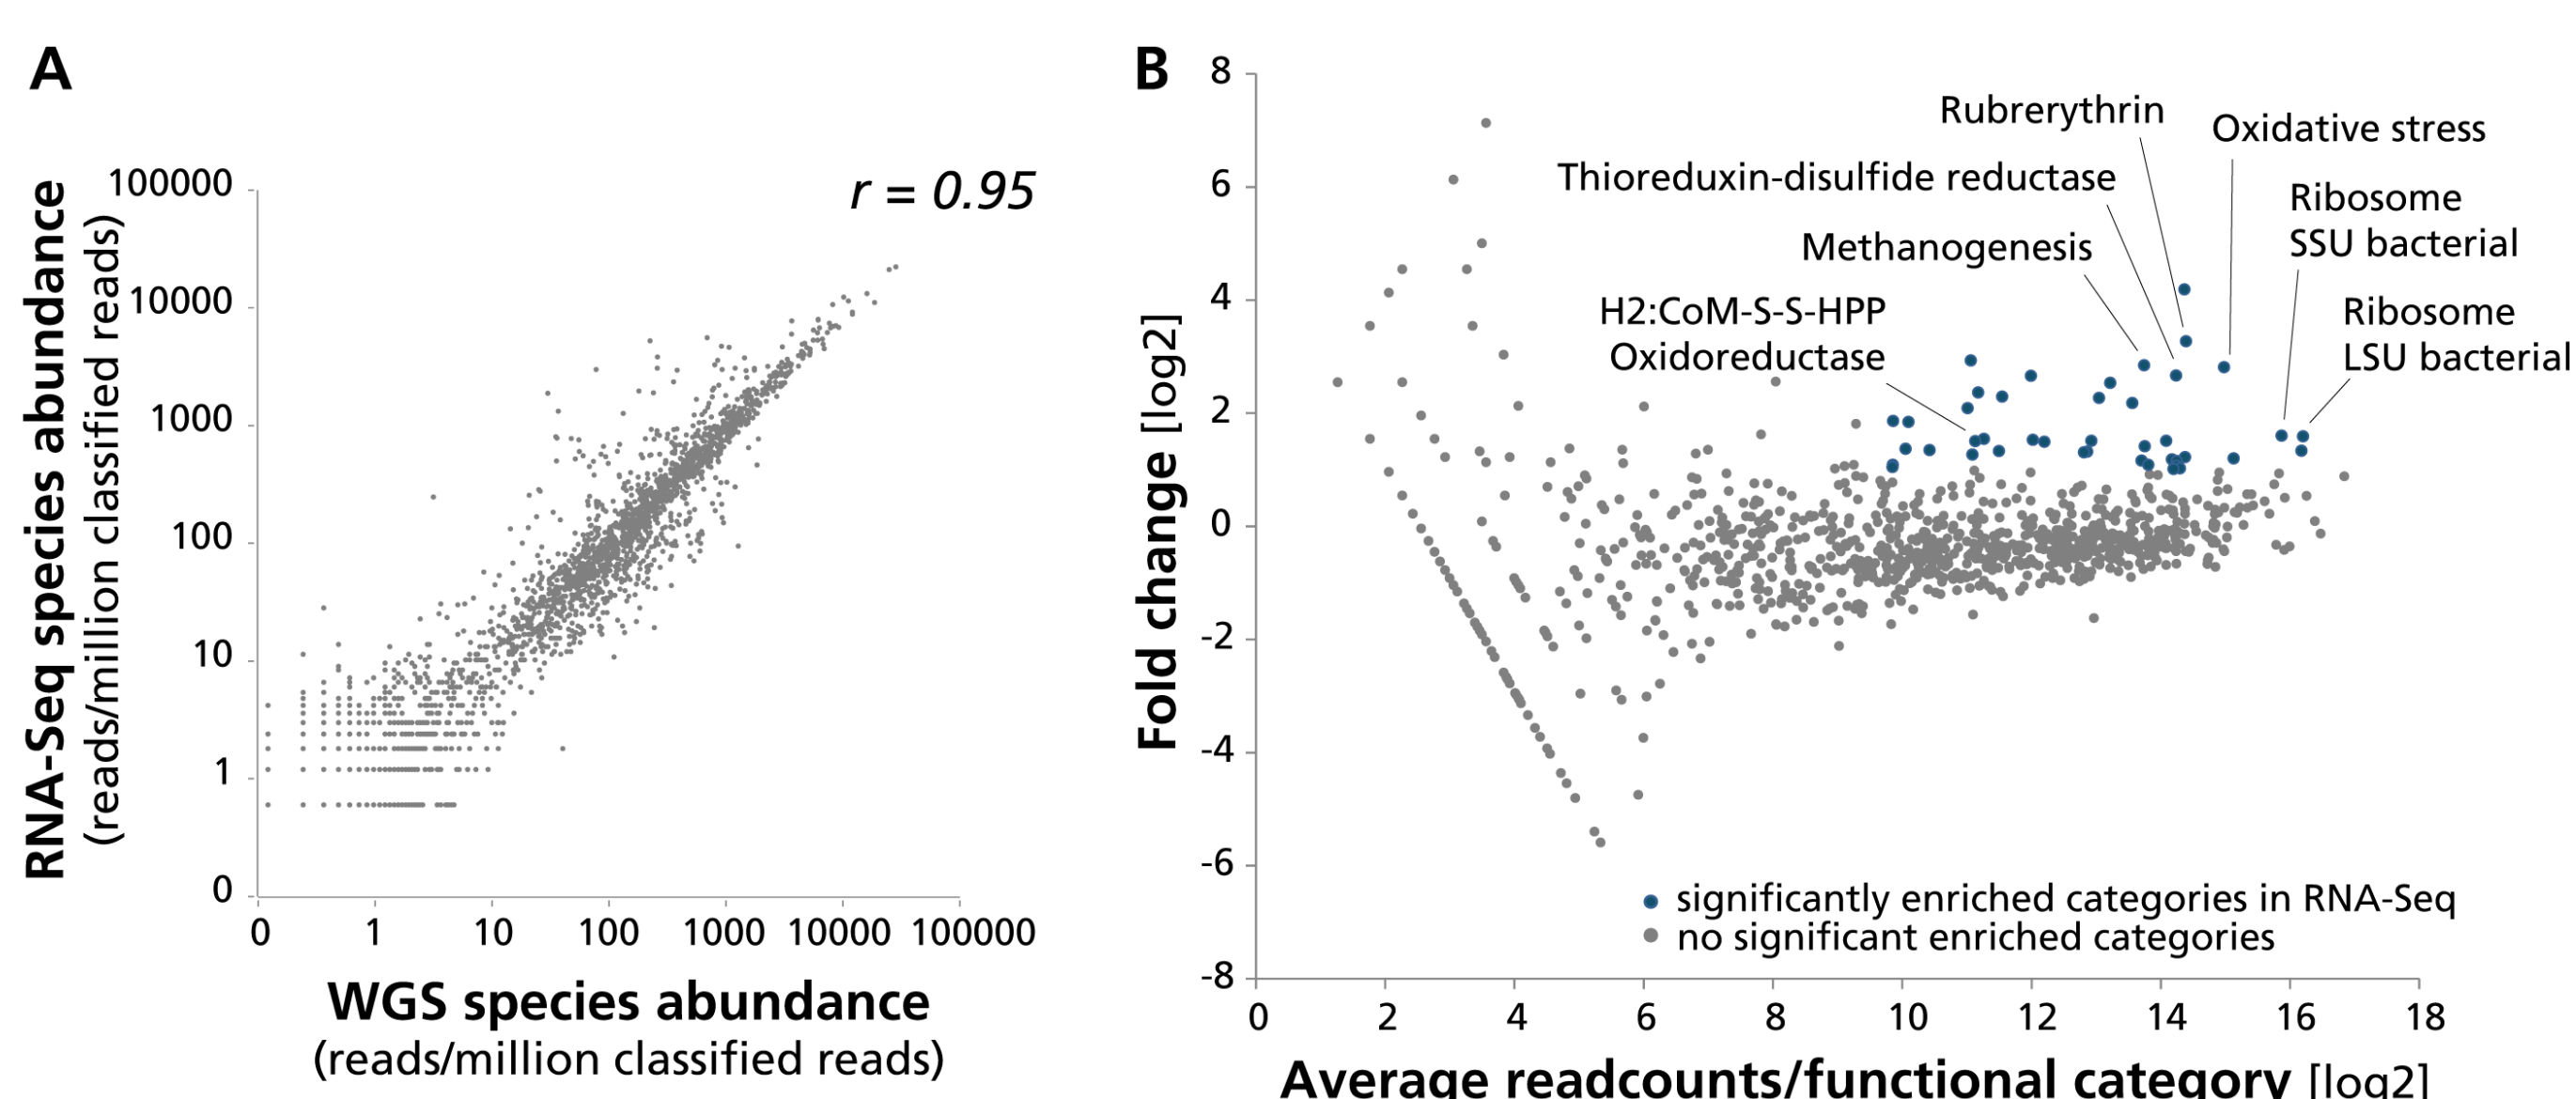 A
RNA-Seq species abundance
(reads/million classified reads)
100000
10000
1000
100
10
1
0
r = 0.95
0 1 10 100 1000 10000 100000
WGS species abundance
(reads/million classified reads)
B
Fold change [log2]
8
6
4
2
0
-2
-4
-6
-8
Rubrerythrin
Oxidative stress
Thioreduxin-disulfide reductase
Ribosome
SSU bacterial
Methanogenesis
H2:CoM-S-S-HPP
Oxidoreductase
Ribosome
LSU bacterial
significantly enriched categories in RNA-Seq
no significant enriched categories
0 2 4 6 8 10 12 14 16 18
Average readcounts/functional category [log2]